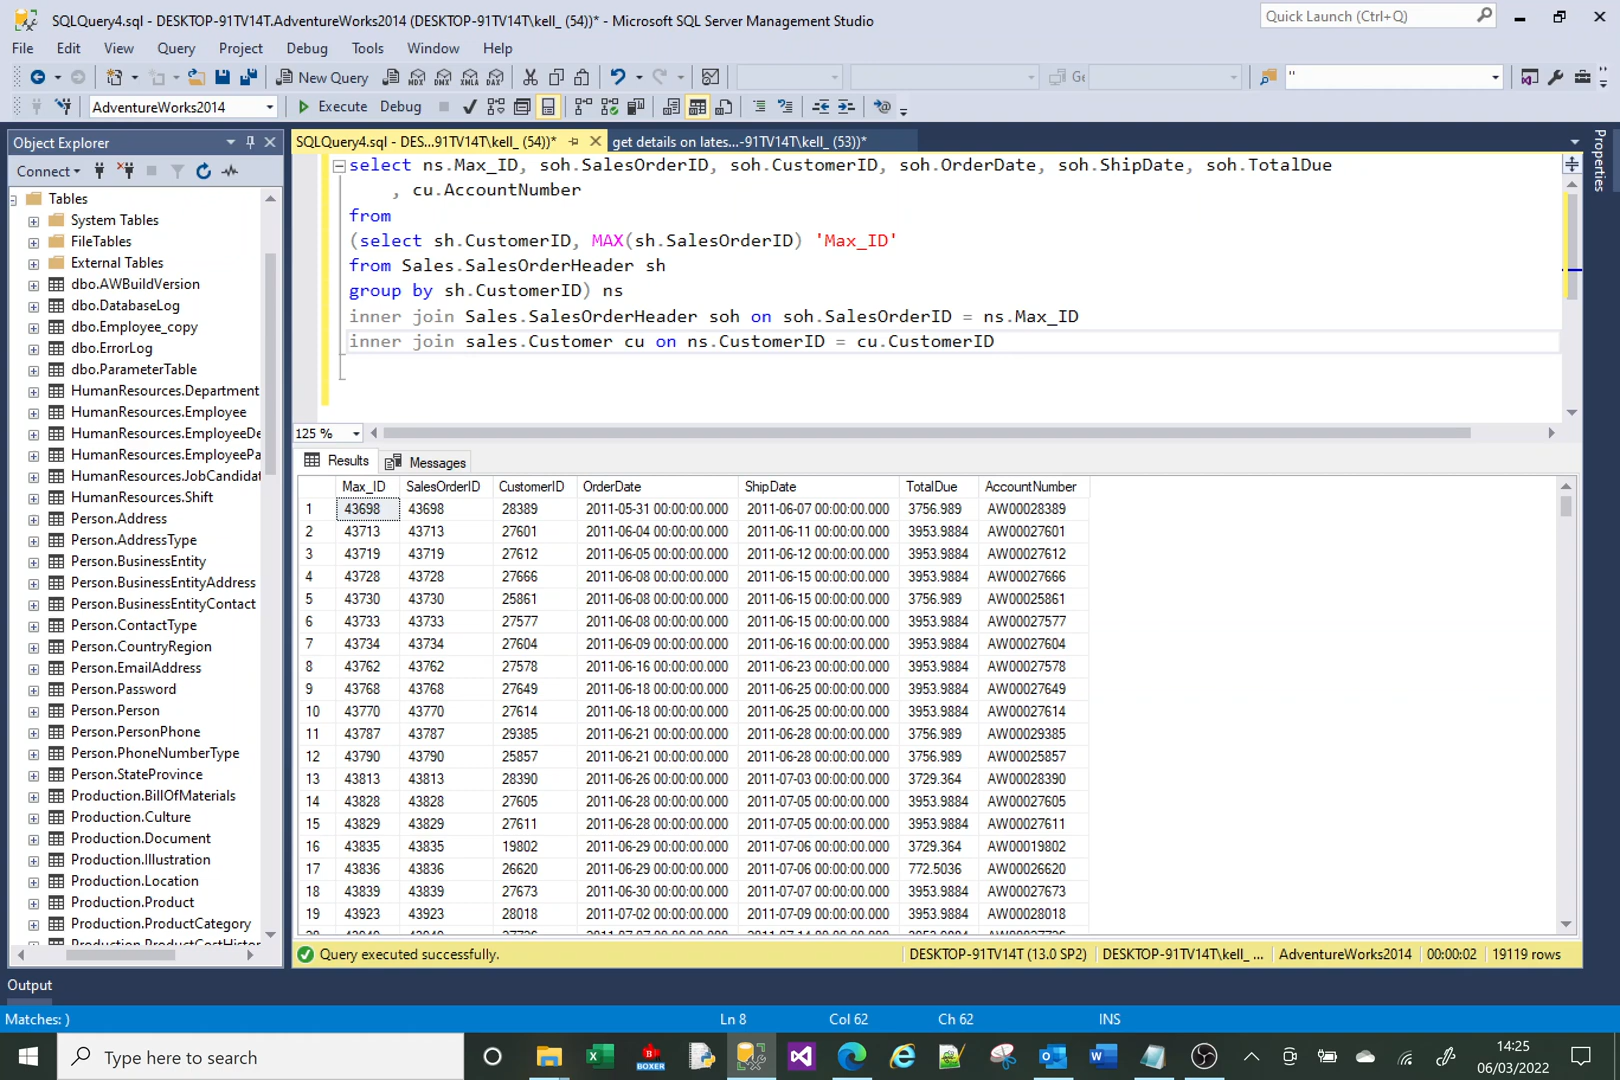 SQLQuery4.sql - DESKTOP-91TV14T.AdventureWorks2014 (DESKTOP-91TV14T\kell_ (54))* - Microsoft SQL Server Management Studio
Quick Launch (Ctrl+Q)
File Edit View Query Project Debug Tools Window Help
New Query MDX DMX XMLA DAX Ge "
AdventureWorks2014 Execute Debug
Object Explorer
SQLQuery4.sql - DES...91TV14T\kell_ (54))* get details on lates...-91TV14T\kell_ (53))*
Properties
Connect
Tables
System Tables
FileTables
External Tables
dbo.AWBuildVersion
dbo.DatabaseLog
dbo.Employee_copy
dbo.ErrorLog
dbo.ParameterTable
HumanResources.Department
HumanResources.Employee
HumanResources.EmployeeDe
HumanResources.EmployeePa
HumanResources.JobCandidat
HumanResources.Shift
Person.Address
Person.AddressType
Person.BusinessEntity
Person.BusinessEntityAddress
Person.BusinessEntityContact
Person.ContactType
Person.CountryRegion
Person.EmailAddress
Person.Password
Person.Person
Person.PersonPhone
Person.PhoneNumberType
Person.StateProvince
Production.BillOfMaterials
Production.Culture
Production.Document
Production.Illustration
Production.Location
Production.Product
Production.ProductCategory
Production.ProductCostHistor
select ns.Max_ID, soh.SalesOrderID, soh.CustomerID, soh.OrderDate, soh.ShipDate, soh.TotalDue
, cu.AccountNumber
from
(select sh.CustomerID, MAX(sh.SalesOrderID) 'Max_ID'
from Sales.SalesOrderHeader sh
group by sh.CustomerID) ns
inner join Sales.SalesOrderHeader soh on soh.SalesOrderID = ns.Max_ID
inner join sales.Customer cu on ns.CustomerID = cu.CustomerID
125 %
Results Messages
Max_ID SalesOrderID CustomerID OrderDate ShipDate TotalDue AccountNumber
1 43698 43698 28389 2011-05-31 00:00:00.000 2011-06-07 00:00:00.000 3756.989 AW00028389
2 43713 43713 27601 2011-06-04 00:00:00.000 2011-06-11 00:00:00.000 3953.9884 AW00027601
3 43719 43719 27612 2011-06-05 00:00:00.000 2011-06-12 00:00:00.000 3953.9884 AW00027612
4 43728 43728 27666 2011-06-08 00:00:00.000 2011-06-15 00:00:00.000 3953.9884 AW00027666
5 43730 43730 25861 2011-06-08 00:00:00.000 2011-06-15 00:00:00.000 3756.989 AW00025861
6 43733 43733 27577 2011-06-08 00:00:00.000 2011-06-15 00:00:00.000 3953.9884 AW00027577
7 43734 43734 27604 2011-06-09 00:00:00.000 2011-06-16 00:00:00.000 3953.9884 AW00027604
8 43762 43762 27578 2011-06-16 00:00:00.000 2011-06-23 00:00:00.000 3953.9884 AW00027578
9 43768 43768 27649 2011-06-18 00:00:00.000 2011-06-25 00:00:00.000 3953.9884 AW00027649
10 43770 43770 27614 2011-06-18 00:00:00.000 2011-06-25 00:00:00.000 3953.9884 AW00027614
11 43787 43787 29385 2011-06-21 00:00:00.000 2011-06-28 00:00:00.000 3756.989 AW00029385
12 43790 43790 25857 2011-06-21 00:00:00.000 2011-06-28 00:00:00.000 3756.989 AW00025857
13 43813 43813 28390 2011-06-26 00:00:00.000 2011-07-03 00:00:00.000 3729.364 AW00028390
14 43828 43828 27605 2011-06-28 00:00:00.000 2011-07-05 00:00:00.000 3953.9884 AW00027605
15 43829 43829 27611 2011-06-28 00:00:00.000 2011-07-05 00:00:00.000 3953.9884 AW00027611
16 43835 43835 19802 2011-06-29 00:00:00.000 2011-07-06 00:00:00.000 3729.364 AW00019802
17 43836 43836 26620 2011-06-29 00:00:00.000 2011-07-06 00:00:00.000 772.5036 AW00026620
18 43839 43839 27673 2011-06-30 00:00:00.000 2011-07-07 00:00:00.000 3953.9884 AW00027673
19 43923 43923 28018 2011-07-02 00:00:00.000 2011-07-09 00:00:00.000 3953.9884 AW00028018
Query executed successfully. DESKTOP-91TV14T (13.0 SP2) DESKTOP-91TV14T\kell_ ... AdventureWorks2014 00:00:02 19119 rows
Output
Matches: ) Ln 8 Col 62 Ch 62 INS
Type here to search
BOXER
14:25
06/03/2022